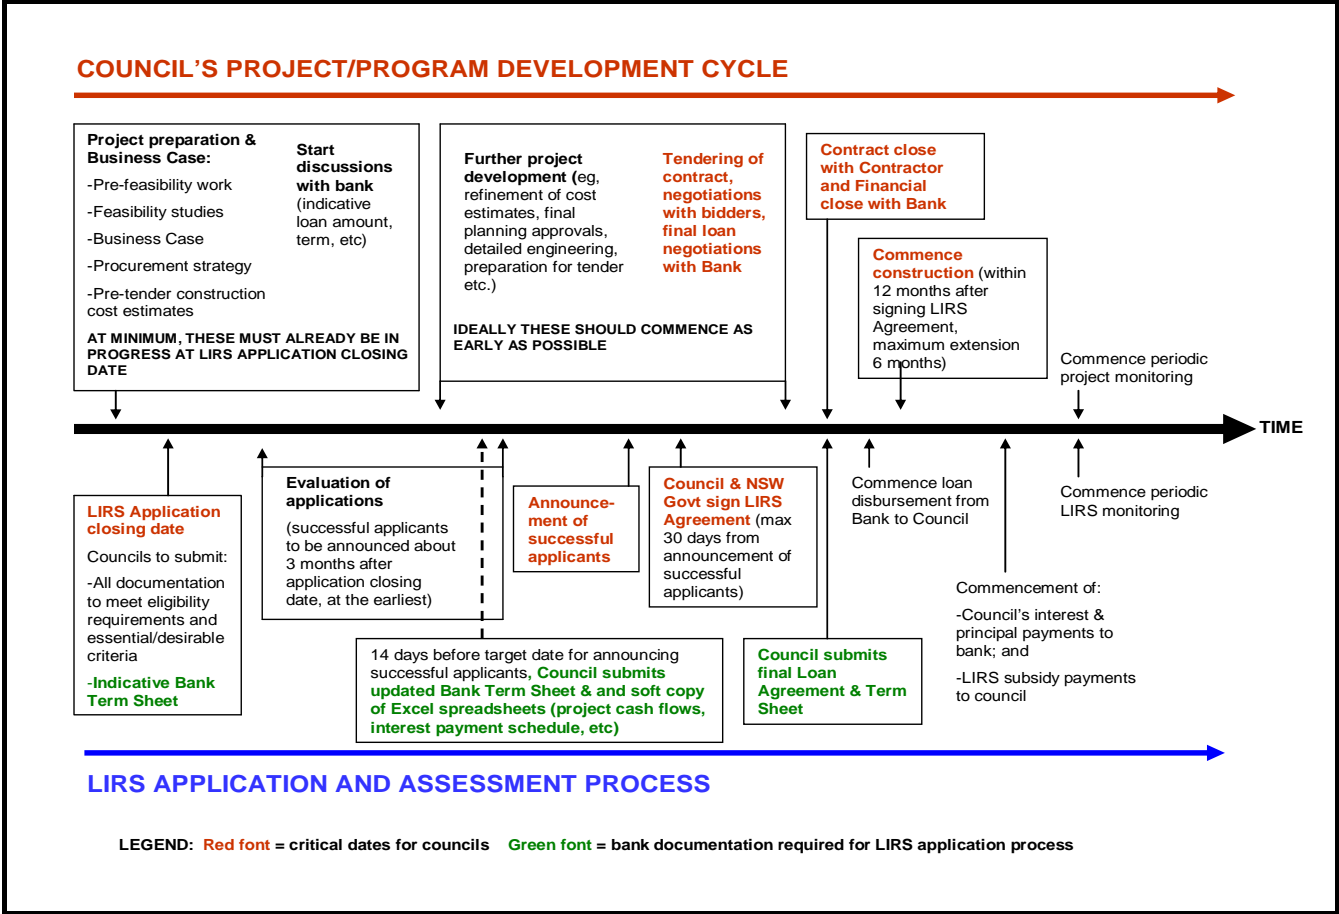 COUNCIL'S PROJECT/PROGRAM DEVELOPMENT CYCLE
Project preparation &
Business Case:
-Pre-feasibility work
-Feasibility studies
-Business Case
-Procurement strategy
-Pre-tender construction
cost estimates
Start
discussions
with bank
(indicative
loan amount,
term, etc)
AT MINIMUM, THESE MUST ALREADY BE IN
PROGRESS AT LIRS APPLICATION CLOSING
DATE
Further project
development (eg,
refinement of cost
estimates, final
planning approvals,
detailed engineering,
preparation for tender
etc.)
Tendering of
contract,
negotiations
with bidders,
final loan
negotiations
with Bank
IDEALLY THESE SHOULD COMMENCE AS
EARLY AS POSSIBLE
Contract close
with Contractor
and Financial
close with Bank
Commence
construction (within
12 months after
signing LIRS
Agreement,
maximum extension
6 months)
Commence periodic
project monitoring
TIME
LIRS Application
closing date
Councils to submit:
-All documentation
to meet eligibility
requirements and
essential/desirable
criteria
-Indicative Bank
Term Sheet
Evaluation of
applications
(successful applicants
to be announced about
3 months after
application closing
date, at the earliest)
14 days before target date for announcing
successful applicants, Council submits
updated Bank Term Sheet & and soft copy
of Excel spreadsheets (project cash flows,
interest payment schedule, etc)
Announce-
ment of
successful
applicants
Council & NSW
Govt sign LIRS
Agreement (max
30 days from
announcement of
successful
applicants)
Council submits
final Loan
Agreement & Term
Sheet
Commence loan
disbursement from
Bank to Council
Commencement of:
-Council's interest &
principal payments to
bank; and
-LIRS subsidy payments
to council
Commence periodic
LIRS monitoring
LIRS APPLICATION AND ASSESSMENT PROCESS
LEGEND: Red font = critical dates for councils Green font = bank documentation required for LIRS application process